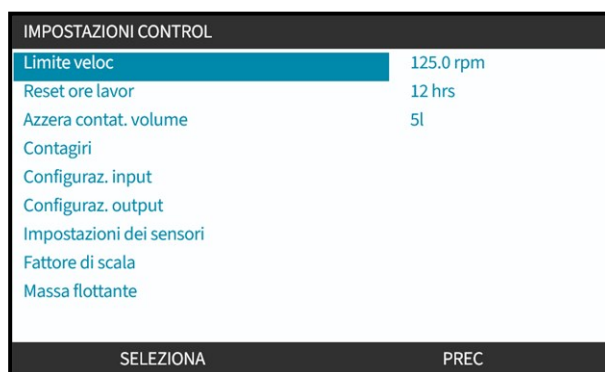 IMPOSTAZIONI CONTROL
Limite veloc 125.0 rpm
Reset ore lavor 12 hrs
Azzera contat. volume 5l
Contagiri
Configuraz. input
Configuraz. output
Impostazioni dei sensori
Fattore di scala
Massa flottante
SELEZIONA PREC